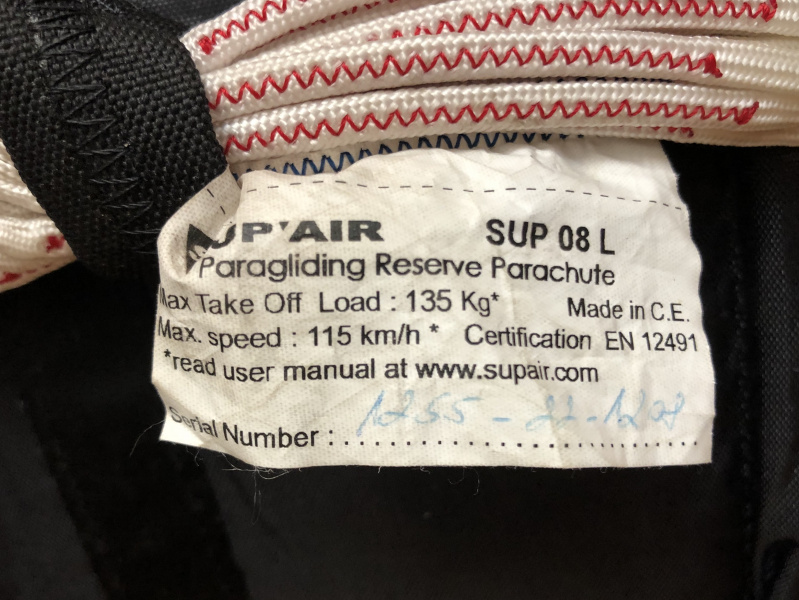 SUP'AIR SUP 08 L
Paragliding Reserve Parachute
Max Take Off Load : 135 Kg* Made in C.E.
Max. speed : 115 km/h * Certification EN 12491
*read user manual at www.supair.com
Serial Number : 1255 -